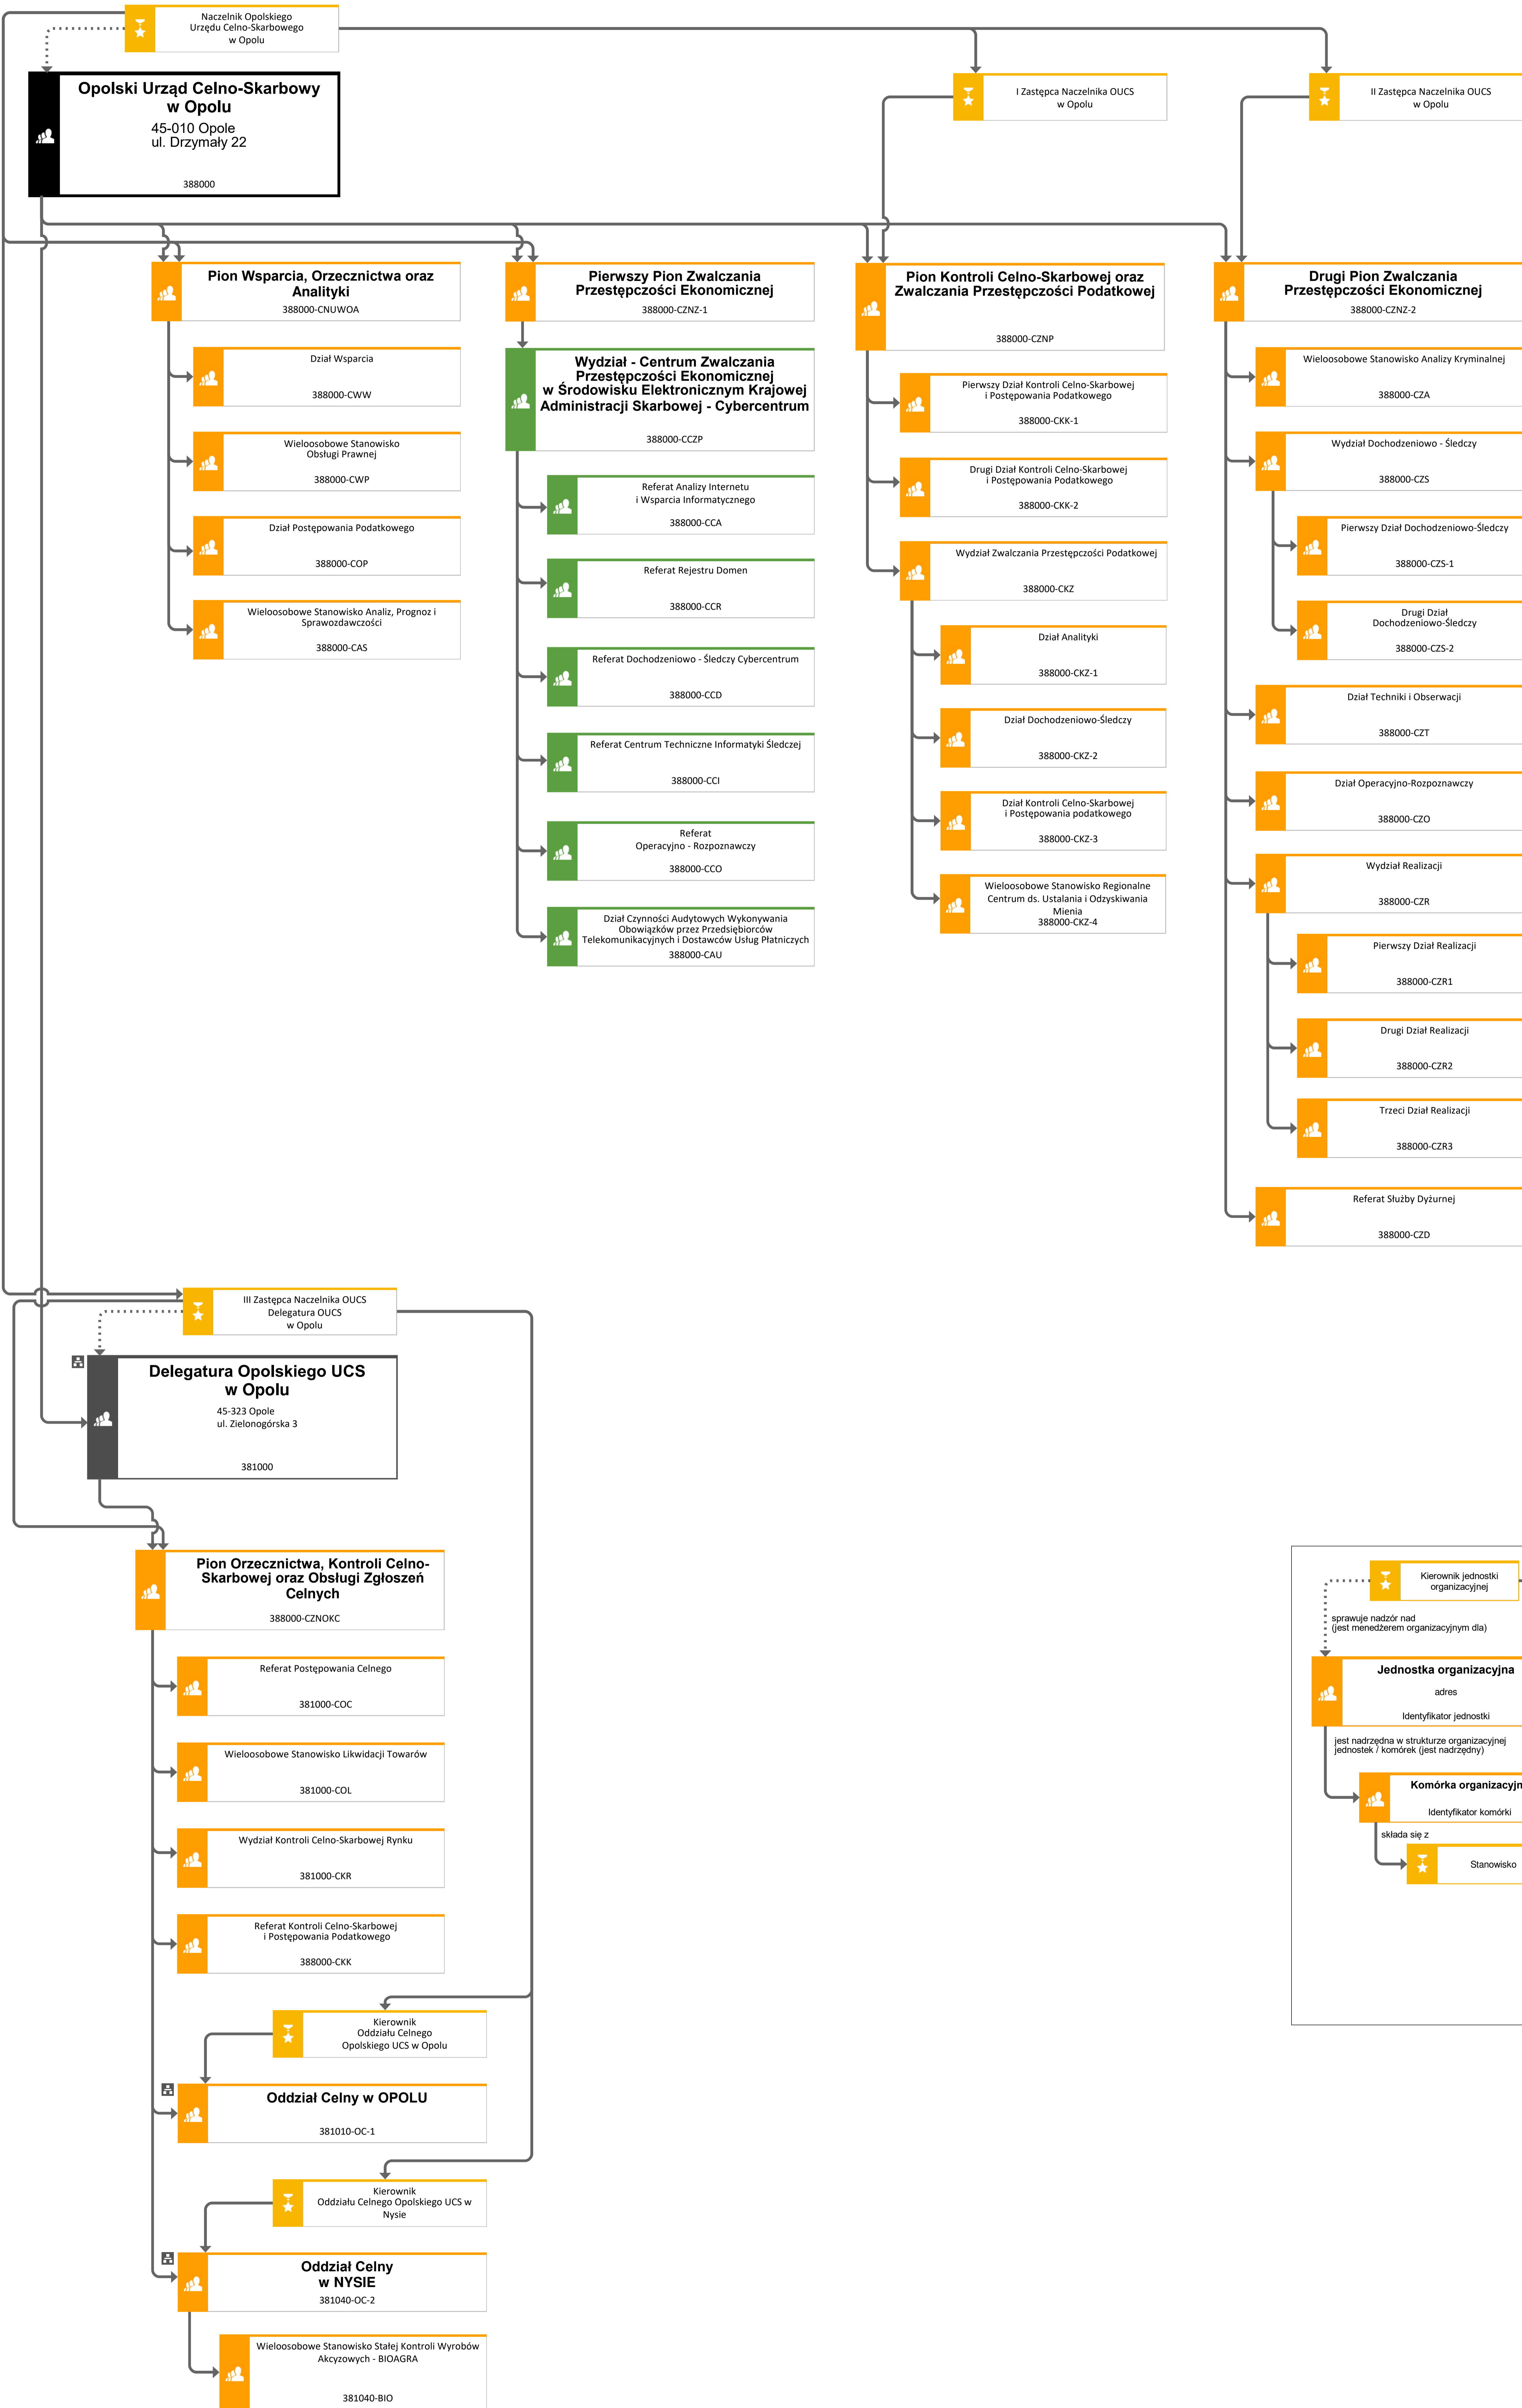 Naczelnik Opolskiego
Urzędu Celno-Skarbowego
w Opolu
Opolski Urząd Celno-Skarbowy
w Opolu
45-010 Opole
ul. Drzymały 22
388000
I Zastępca Naczelnika OUCS
w Opolu
II Zastępca Naczelnika OUCS
w Opolu
Pion Wsparcia, Orzecznictwa oraz
Analityki
388000-CNUWOA
Dział Wsparcia
388000-CWW
Wieloosobowe Stanowisko
Obsługi Prawnej
388000-CWP
Dział Postępowania Podatkowego
388000-COP
Wieloosobowe Stanowisko Analiz, Prognoz i
Sprawozdawczości
388000-CAS
Pierwszy Pion Zwalczania
Przestępczości Ekonomicznej
388000-CZNZ-1
Wydział - Centrum Zwalczania
Przestępczości Ekonomicznej
w Środowisku Elektronicznym Krajowej
Administracji Skarbowej - Cybercentrum
388000-CCZP
Referat Analizy Internetu
i Wsparcia Informatycznego
388000-CCA
Referat Rejestru Domen
388000-CCR
Referat Dochodzeniowo - Śledczy Cybercentrum
388000-CCD
Referat Centrum Techniczne Informatyki Śledczej
388000-CCI
Referat
Operacyjno - Rozpoznawczy
388000-CCO
Dział Czynności Audytowych Wykonywania
Obowiązków przez Przedsiębiorców
Telekomunikacyjnych i Dostawców Usług Płatniczych
388000-CAU
Pion Kontroli Celno-Skarbowej oraz
Zwalczania Przestępczości Podatkowej
388000-CZNP
Pierwszy Dział Kontroli Celno-Skarbowej
i Postępowania Podatkowego
388000-CKK-1
Drugi Dział Kontroli Celno-Skarbowej
i Postępowania Podatkowego
388000-CKK-2
Wydział Zwalczania Przestępczości Podatkowej
388000-CKZ
Dział Analityki
388000-CKZ-1
Dział Dochodzeniowo-Śledczy
388000-CKZ-2
Dział Kontroli Celno-Skarbowej
i Postępowania podatkowego
388000-CKZ-3
Wieloosobowe Stanowisko Regionalne
Centrum ds. Ustalania i Odzyskiwania
Mienia
388000-CKZ-4
Drugi Pion Zwalczania
Przestępczości Ekonomicznej
388000-CZNZ-2
Wieloosobowe Stanowisko Analizy Kryminalnej
388000-CZA
Wydział Dochodzeniowo - Śledczy
388000-CZS
Pierwszy Dział Dochodzeniowo-Śledczy
388000-CZS-1
Drugi Dział
Dochodzeniowo-Śledczy
388000-CZS-2
Dział Techniki i Obserwacji
388000-CZT
Dział Operacyjno-Rozpoznawczy
388000-CZO
Wydział Realizacji
388000-CZR
Pierwszy Dział Realizacji
388000-CZR1
Drugi Dział Realizacji
388000-CZR2
Trzeci Dział Realizacji
388000-CZR3
Referat Służby Dyżurnej
388000-CZD
III Zastępca Naczelnika OUCS
Delegatura OUCS
w Opolu
Delegatura Opolskiego UCS
w Opolu
45-323 Opole
ul. Zielonogórska 3
381000
Pion Orzecznictwa, Kontroli Celno-
Skarbowej oraz Obsługi Zgłoszeń
Celnych
388000-CZNOKC
Referat Postępowania Celnego
381000-COC
Wieloosobowe Stanowisko Likwidacji Towarów
381000-COL
Wydział Kontroli Celno-Skarbowej Rynku
381000-CKR
Referat Kontroli Celno-Skarbowej
i Postępowania Podatkowego
388000-CKK
Kierownik
Oddziału Celnego
Opolskiego UCS w Opolu
Oddział Celny w OPOLU
381010-OC-1
Kierownik
Oddziału Celnego Opolskiego UCS w
Nysie
Oddział Celny
w NYSIE
381040-OC-2
Wieloosobowe Stanowisko Stałej Kontroli Wyrobów
Akcyzowych - BIOAGRA
381040-BIO
Kierownik jednostki
organizacyjnej
sprawuje nadzór nad
(jest menedżerem organizacyjnym dla)
Jednostka organizacyjna
adres
Identyfikator jednostki
jest nadrzędna w strukturze organizacyjnej
jednostek / komórek (jest nadrzędny)
Komórka organizacyjn
Identyfikator komórki
składa się z
Stanowisko